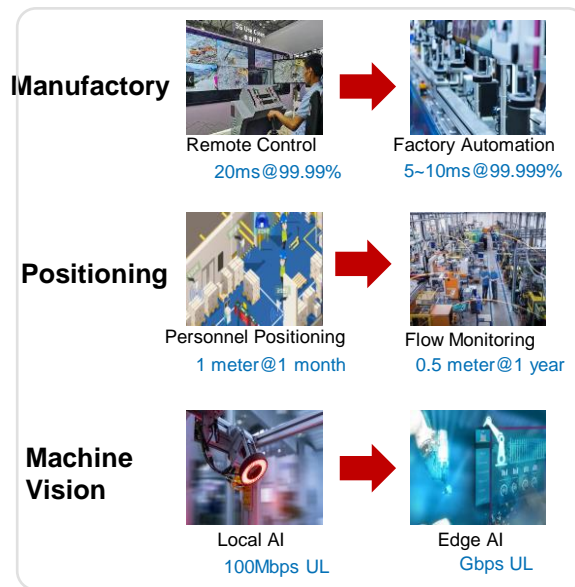 Manufactory
Remote Control
20ms@99.99%
Factory Automation
5~10ms@99.999%
Positioning
Personnel Positioning
1 meter@1 month
Flow Monitoring
0.5 meter@1 year
Machine
Vision
Local AI
100Mbps UL
Edge AI
Gbps UL